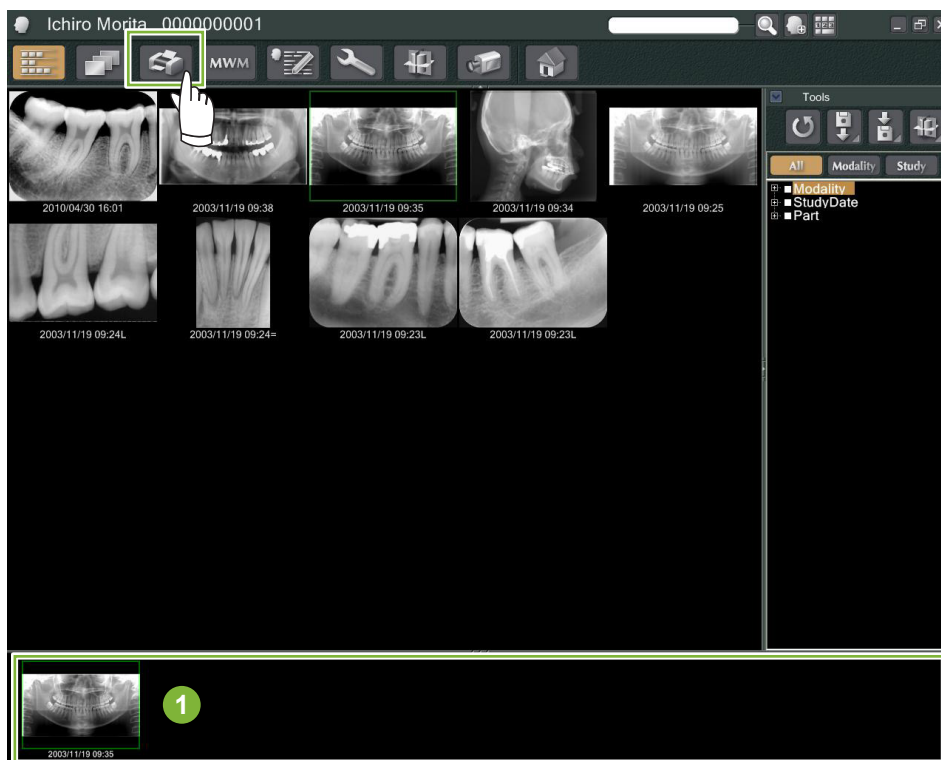 Ichiro Morita 0000000001
MWM
Tools
All Modality Study
Modality
StudyDate
Part
2010/04/30 16:01
2003/11/19 09:38
2003/11/19 09:35
2003/11/19 09:34
2003/11/19 09:25
2003/11/19 09:24L
2003/11/19 09:24=
2003/11/19 09:23L
2003/11/19 09:23L
1
2003/11/19 09:35